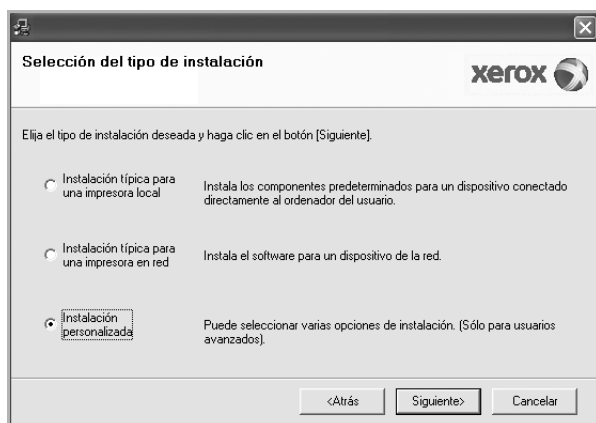 Selección del tipo de instalación
xerox
Elija el tipo de instalación deseada y haga clic en el botón [Siguiente].
Instalación típica para
una impresora local
Instala los componentes predeterminados para un dispositivo conectado
directamente al ordenador del usuario.
Instalación típica para
una impresora en red
Instala el software para un dispositivo de la red.
Instalación
personalizada
Puede seleccionar varias opciones de instalación. (Sólo para usuarios
avanzados).
<Atrás
Siguiente>
Cancelar